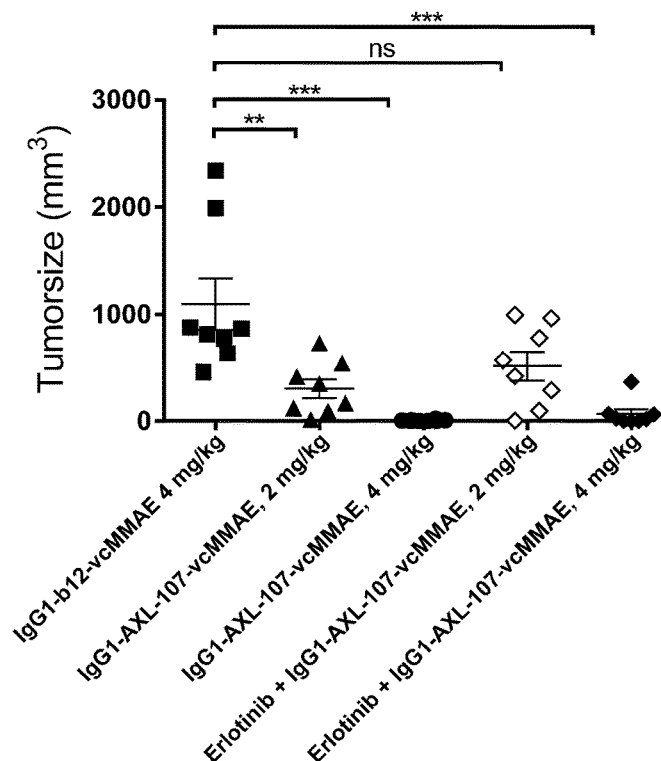 ***
ns
***
**
Tumorsize (mm³)
3000
2000
1000
0
IgG1-b12-vcMMAE 4 mg/kg
IgG1-AXL-107-vcMMAE, 2 mg/kg
IgG1-AXL-107-vcMMAE, 4 mg/kg
Erlotinib + IgG1-AXL-107-vcMMAE, 2 mg/kg
Erlotinib + IgG1-AXL-107-vcMMAE, 4 mg/kg